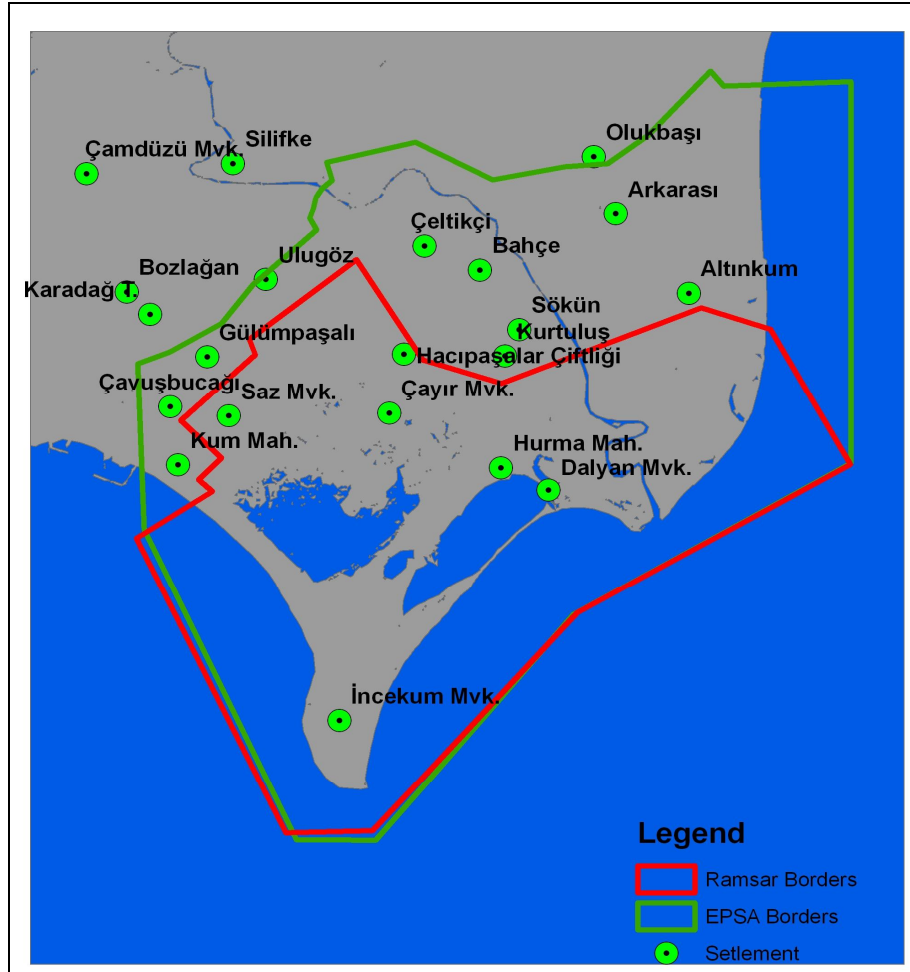 Olukbaşı
Silifke
Çamdüzü Mvk.
Arkarası
Çeltikçi
Bahçe
Ulugöz
Bozlağan
Altınkum
Karadağ T.
Sökün
Kurtuluş
Gülümpaşalı
Hacıpaşalar Çiftliği
Çavuşbucağı
Saz Mvk.
Çayır Mvk.
Kum Mah.
Hurma Mah.
Dalyan Mvk.
İncekum Mvk.
Legend
Ramsar Borders
EPSA Borders
Setlement